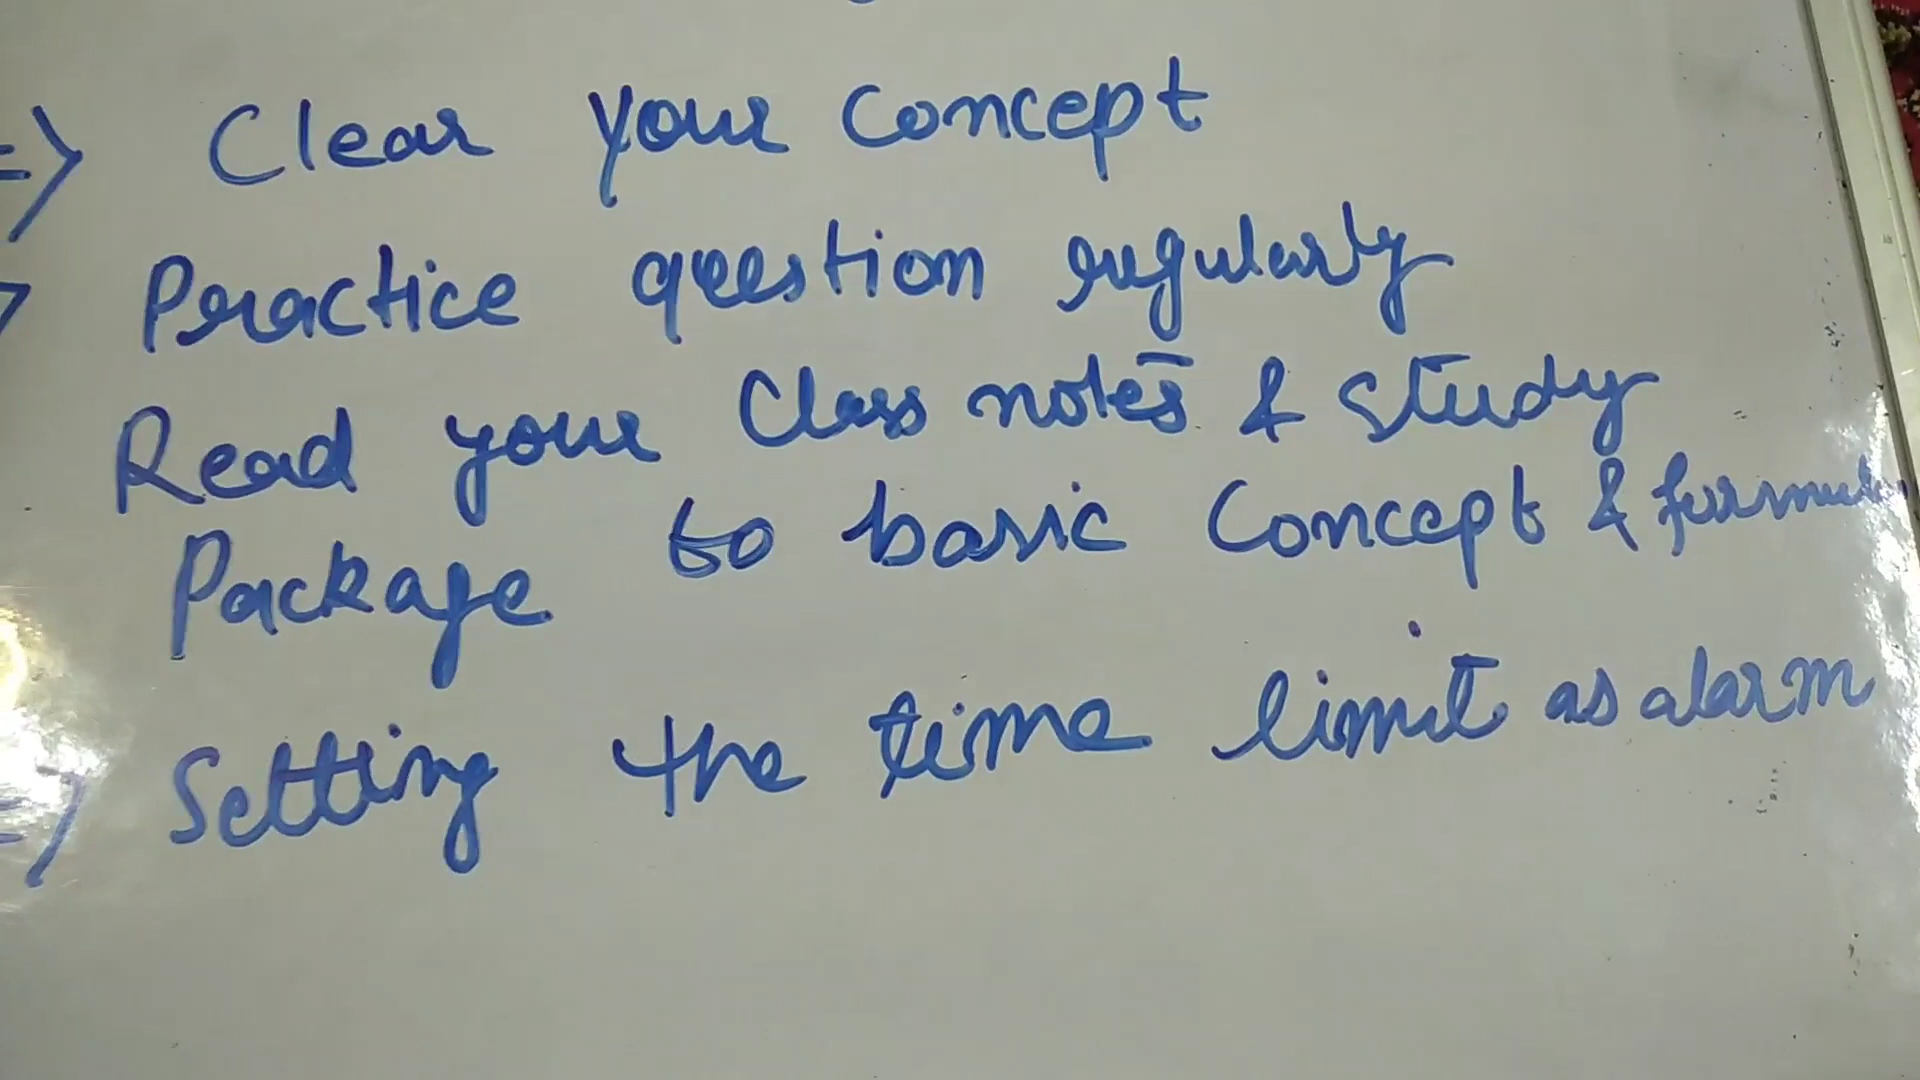 => Clear your concept
Practice question regularly
Read your Class notes & study
Package to basic Concept & formula
=> Setting the time limit as alarm